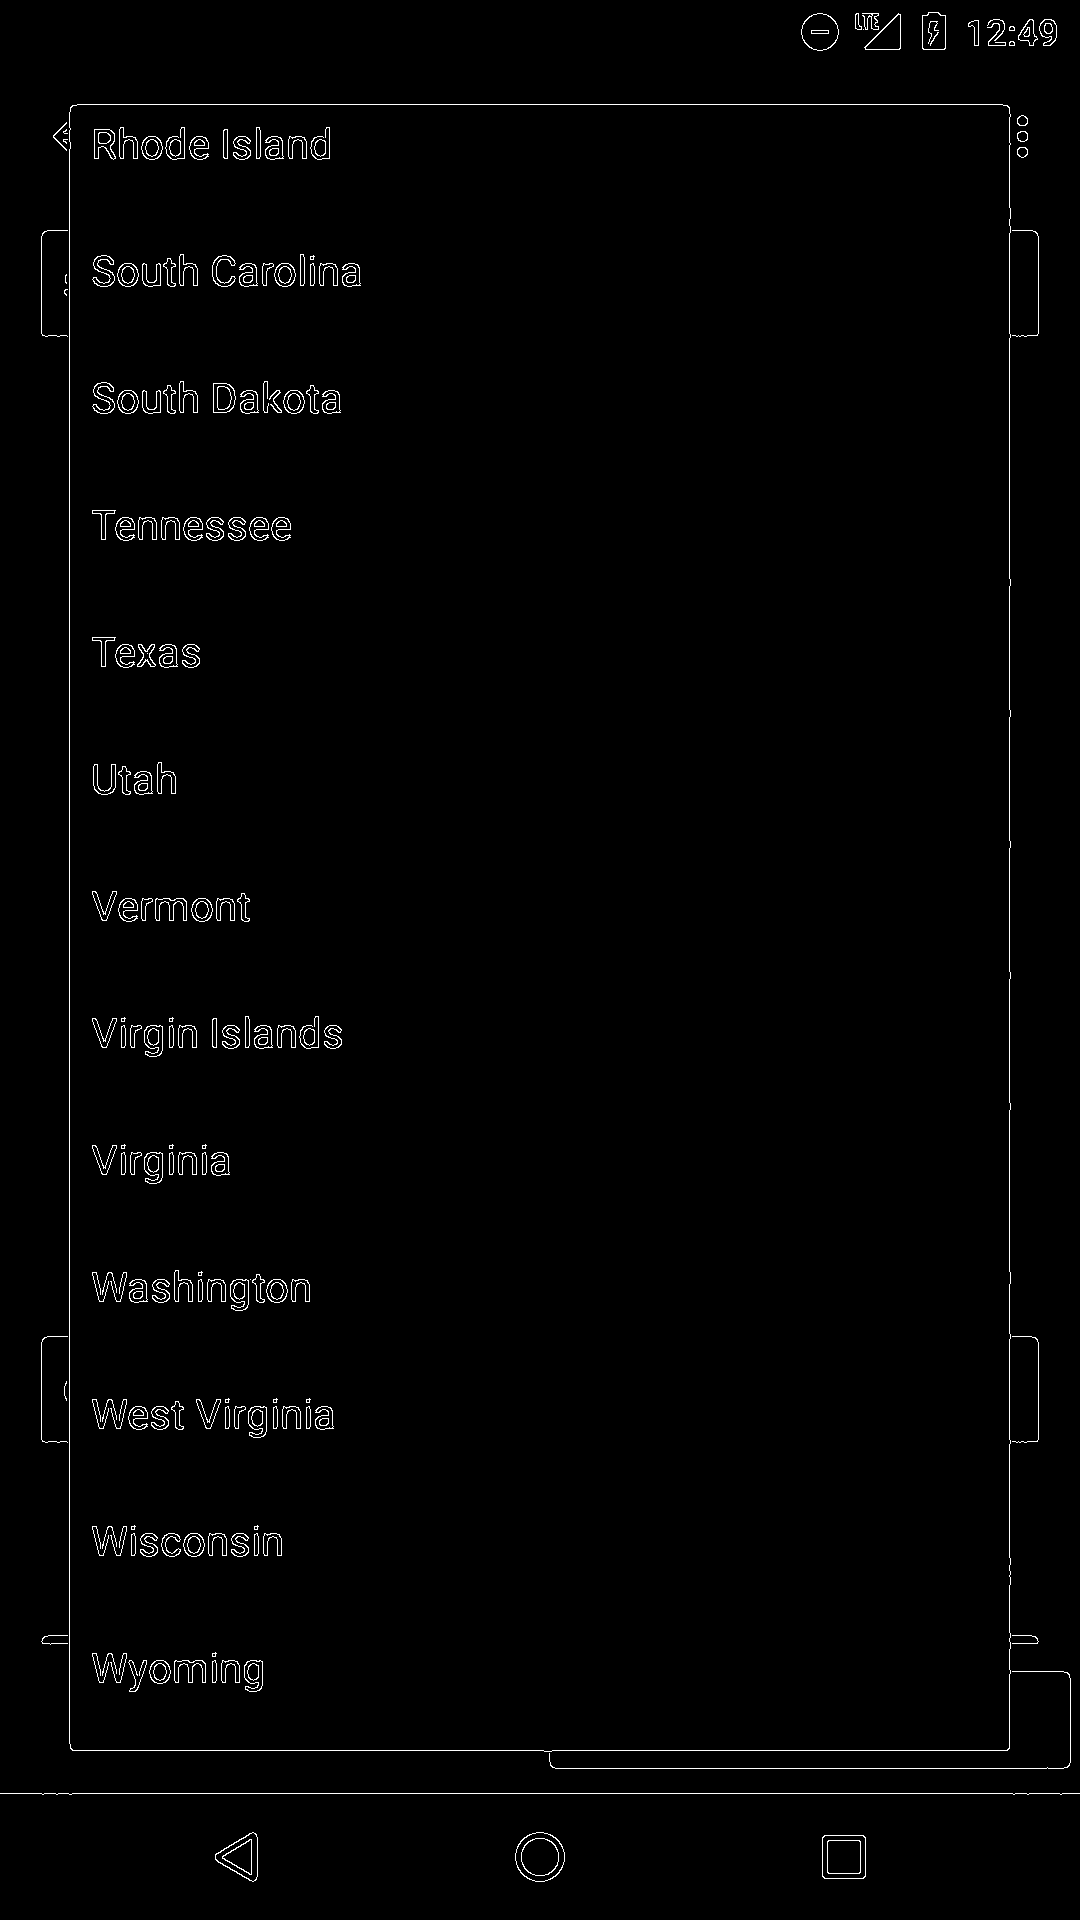 LTE 12:49
Rhode Island
South Carolina
South Dakota
Tennessee
Texas
Utah
Vermont
Virgin Islands
Virginia
Washington
West Virginia
Wisconsin
Wyoming